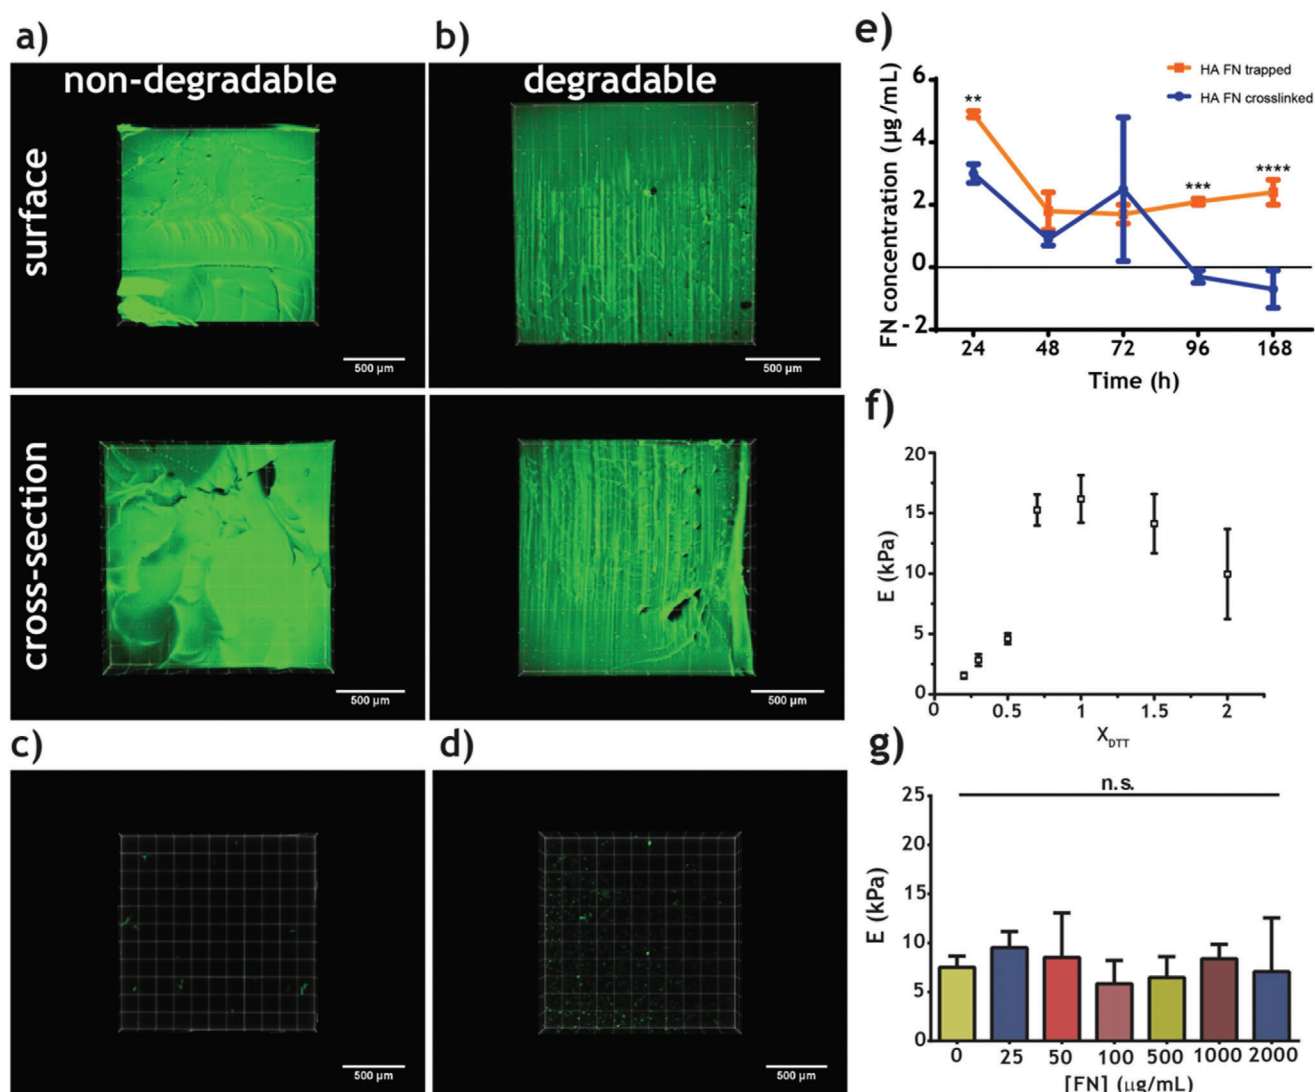 a)
non-degradable
surface
500 µm
b)
degradable
500 µm
cross-section
500 µm
500 µm
c)
500 µm
d)
500 µm
e)
HA FN trapped
HA FN crosslinked
FN concentration (µg/mL)
6
4
2
0
-2
**
***
****
24 48 72 96 168
Time (h)
f)
E (kPa)
20
15
10
5
0
0 0.5 1 1.5 2
X_DTT
g)
n.s.
E (kPa)
25
20
15
10
5
0
0 25 50 100 500 1000 2000
[FN] (µg/mL)